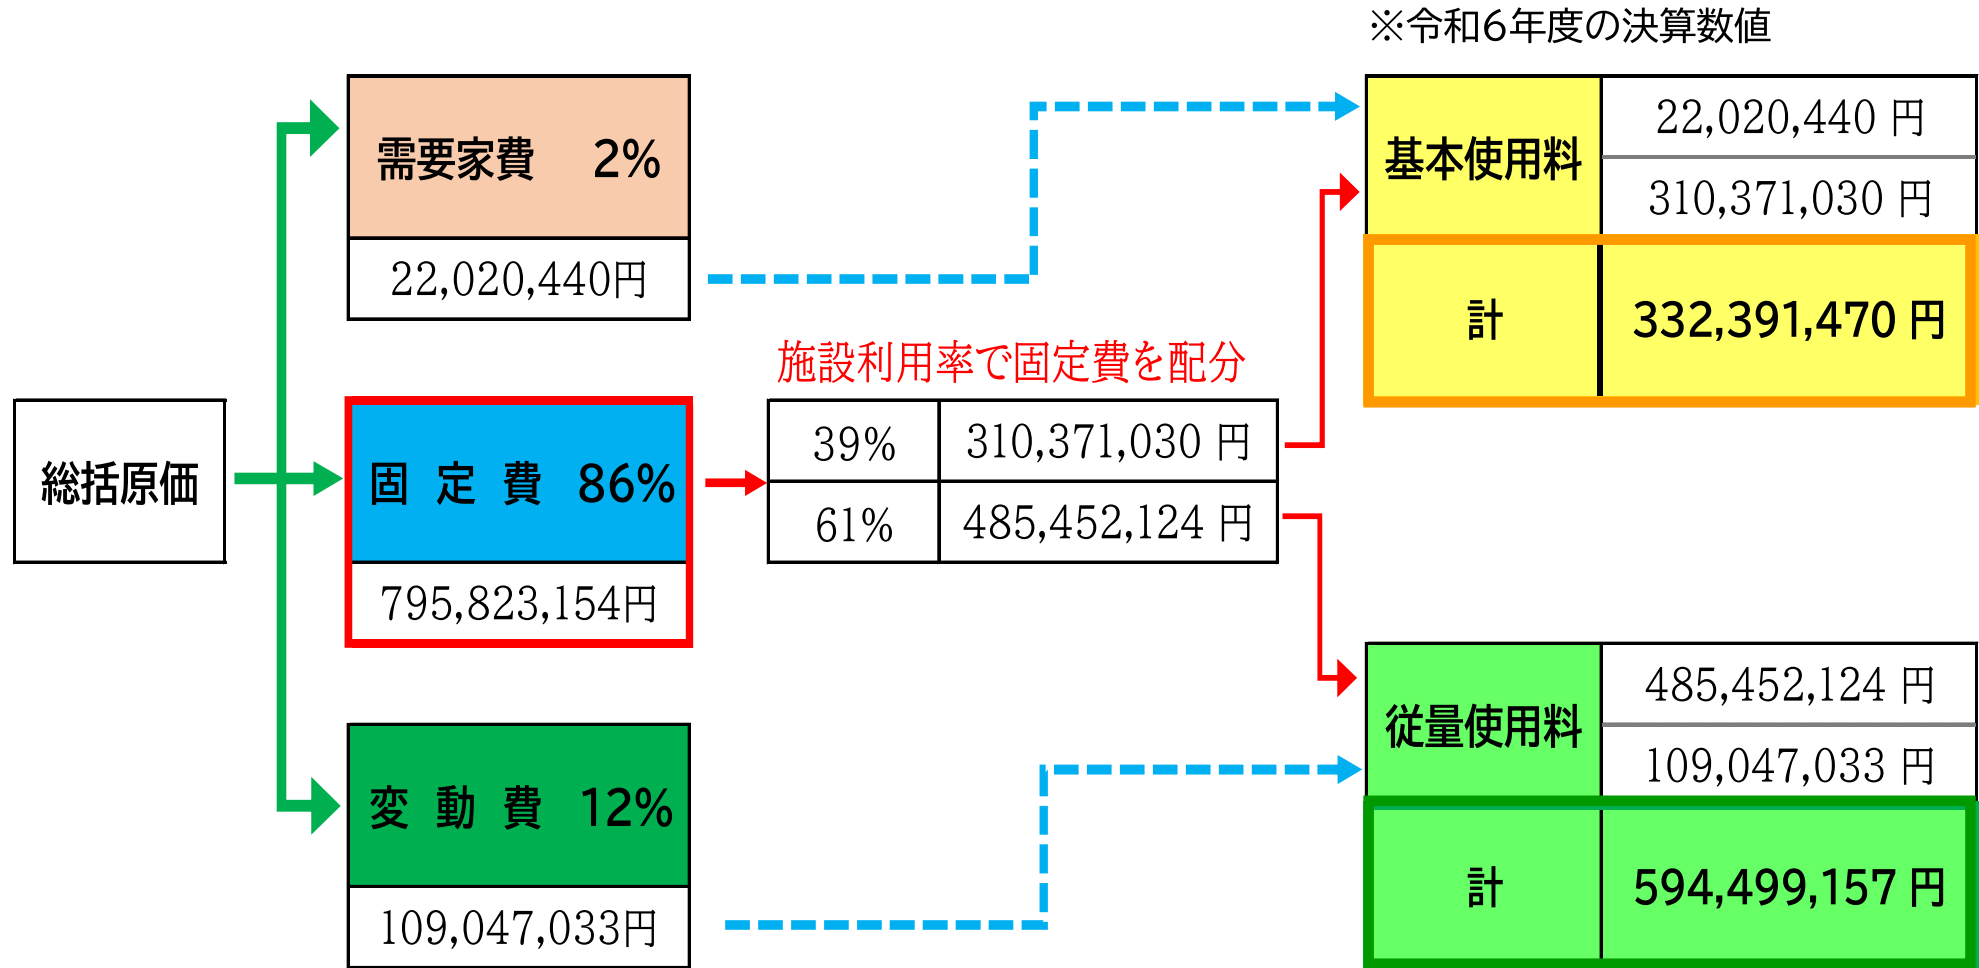 ※令和６年度の決算数値
需要家費 2%
22,020,440円
総括原価
固 定 費 86%
795,823,154円
変 動 費 12%
109,047,033円
施設利用率で固定費を配分
39% 310,371,030 円
61% 485,452,124 円
基本使用料
22,020,440 円
310,371,030 円
計 332,391,470 円
従量使用料
485,452,124 円
109,047,033 円
計 594,499,157 円